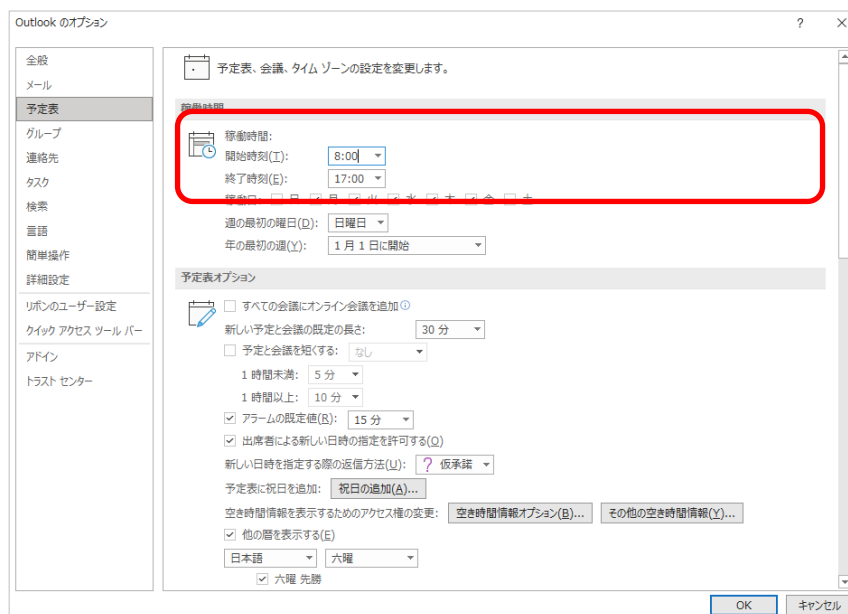 Outlook のオプション
?
全般
メール
予定表
グループ
連絡先
タスク
検索
言語
簡単操作
詳細設定
リボンのユーザー設定
クイック アクセス ツール バー
アドイン
トラスト センター
予定表、会議、タイム ゾーンの設定を変更します。
稼働時間
稼働時間:
開始時刻(T): 8:00
終了時刻(E): 17:00
稼働日: 日 月 火 水 木 金 土
週の最初の曜日(D): 日曜日
年の最初の週(Y): 1 月 1 日に開始
予定表オプション
すべての会議にオンライン会議を追加
新しい予定と会議の既定の長さ: 30 分
予定と会議を短くする: なし
1 時間未満: 5 分
1 時間以上: 10 分
アラームの既定値(R): 15 分
出席者による新しい日時の指定を許可する(O)
新しい日時を指定する際の返信方法(U): ? 仮承諾
予定表に祝日を追加: 祝日の追加(A)...
空き時間情報を表示するためのアクセス権の変更: 空き時間情報オプション(B)... その他の空き時間情報(Y)...
他の暦を表示する(E)
日本語 六曜
六曜 先勝
OK キャンセル